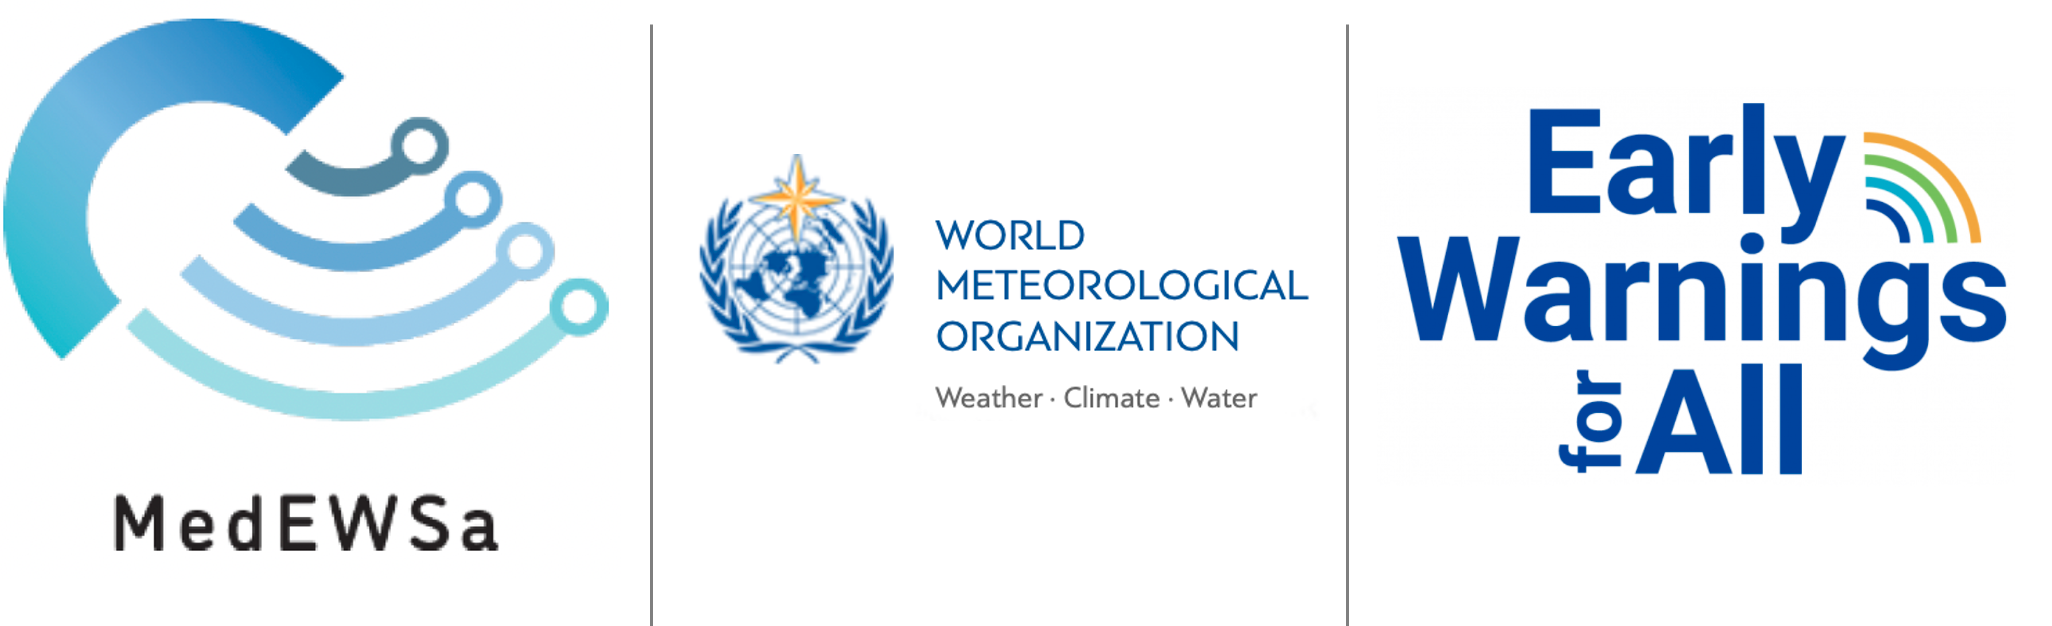 MedEWSa
WORLD
METEOROLOGICAL
ORGANIZATION
Weather · Climate · Water
Early
Warnings
for All